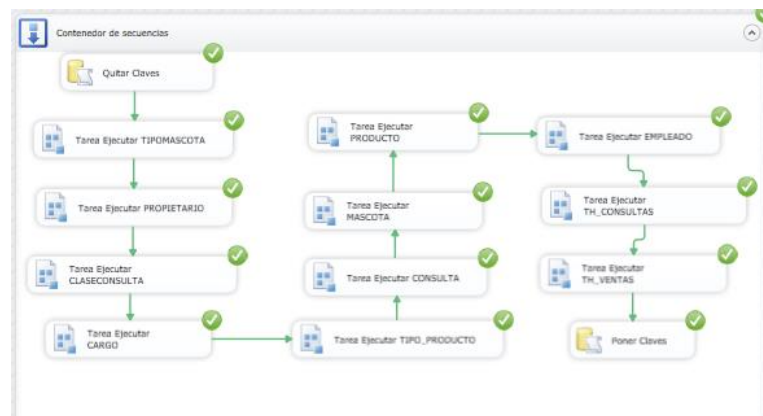 Contenedor de secuencias
Quitar Claves
Tarea Ejecutar TIPOMASCOTA
Tarea Ejecutar PROPIETARIO
Tarea Ejecutar
CLASECONSULTA
Tarea Ejecutar
CARGO
Tarea Ejecutar TIPO_PRODUCTO
Tarea Ejecutar CONSULTA
Tarea Ejecutar
MASCOTA
Tarea Ejecutar
PRODUCTO
Tarea Ejecutar EMPLEADO
Tarea Ejecutar
TH_CONSULTAS
Tarea Ejecutar
TH_VENTAS
Poner Claves